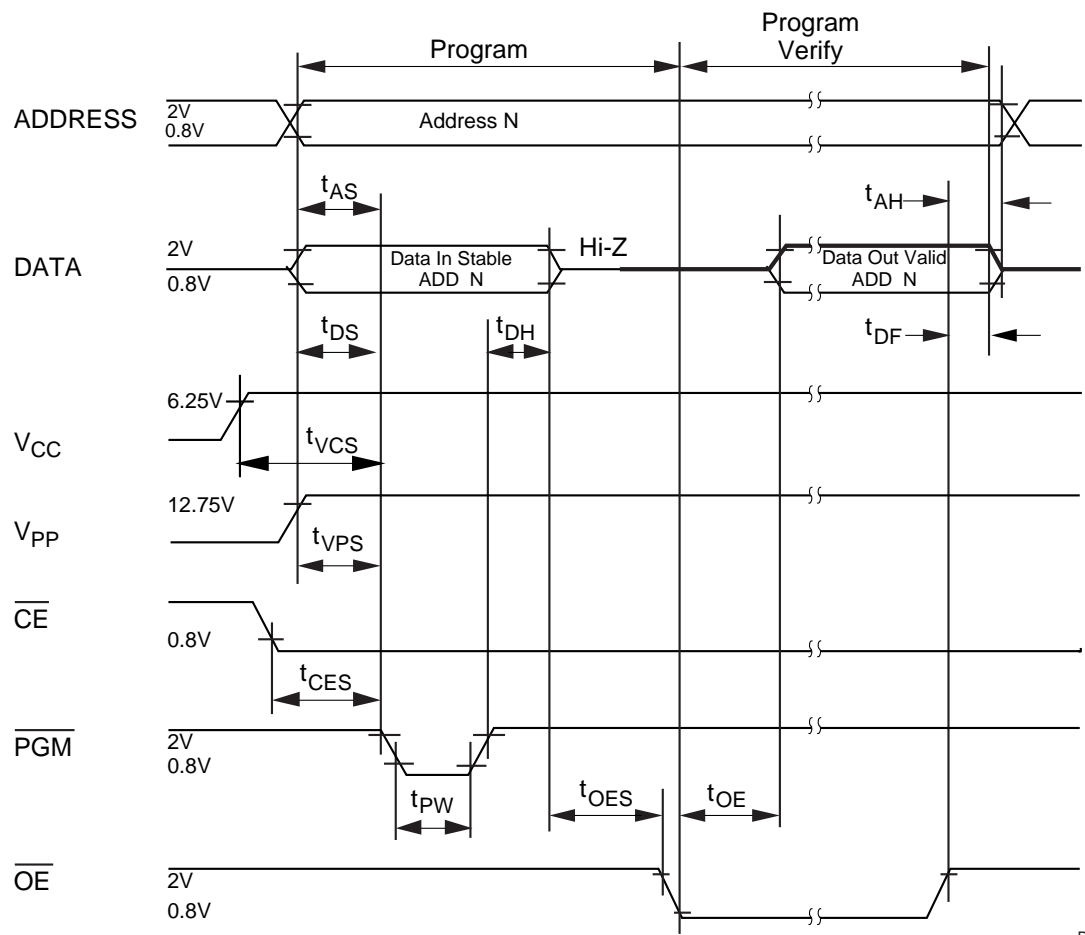 Program
Program
Verify
ADDRESS
2V
0.8V
Address N
tAS
tAH
DATA
2V
0.8V
Data In Stable
ADD N
Hi-Z
Data Out Valid
ADD N
tDS
tDH
tDF
VCC
6.25V
tVCS
VPP
12.75V
tVPS
CE
0.8V
tCES
PGM
2V
0.8V
tPW
tOES
tOE
OE
2V
0.8V